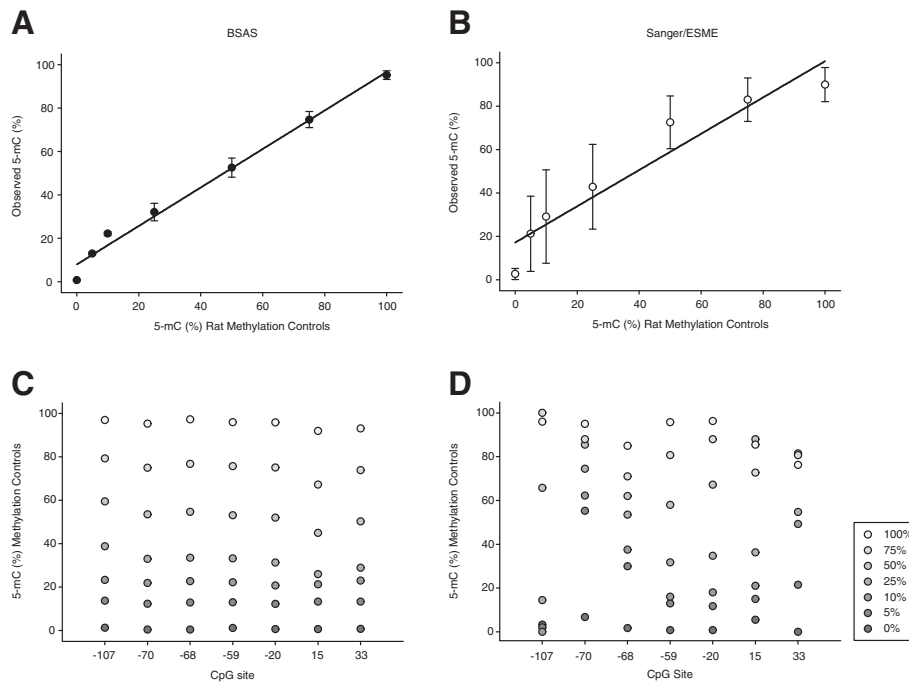 A
BSAS
100
80
60
40
20
0
Observed 5-mC (%)
0 20 40 60 80 100
5-mC (%) Rat Methylation Controls
B
Sanger/ESME
100
80
60
40
20
0
Observed 5-mC (%)
0 20 40 60 80 100
5-mC (%) Rat Methylation Controls
C
100
80
60
40
20
0
5-mC (%) Methylation Controls
-107 -70 -68 -59 -20 15 33
CpG site
D
100
80
60
40
20
0
5-mC (%) Methylation Controls
-107 -70 -68 -59 -20 15 33
CpG Site
100%
75%
50%
25%
10%
5%
0%